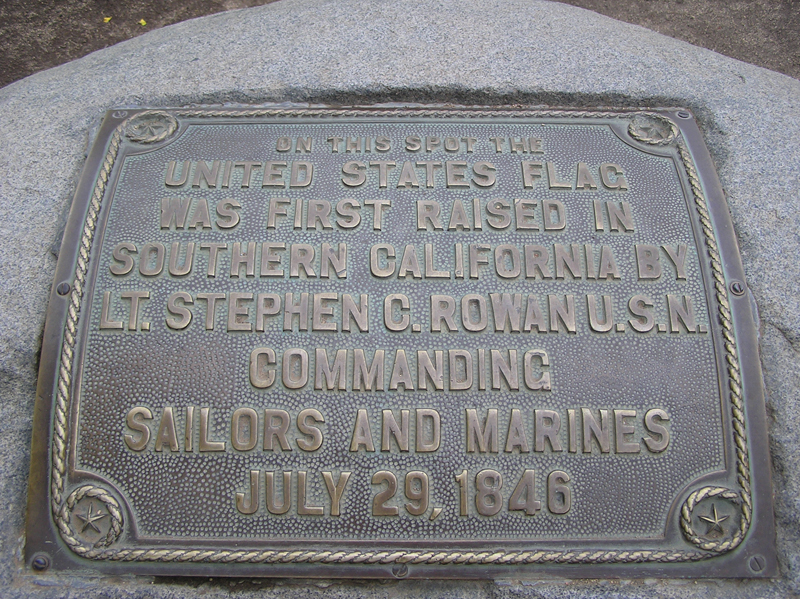 ON THIS SPOT THE
UNITED STATES FLAG
WAS FIRST RAISED IN
SOUTHERN CALIFORNIA BY
LT. STEPHEN C. ROWAN U.S.N.
COMMANDING
SAILORS AND MARINES
JULY 29, 1846